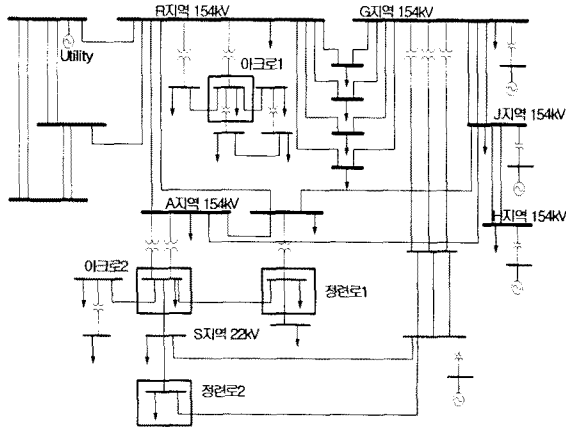 R지역 154kV
G지역 154kV
Utility
아크로1
J지역 154kV
A지역 154kV
H지역 154kV
아크로2
정련로1
S지역 22kV
정련로2